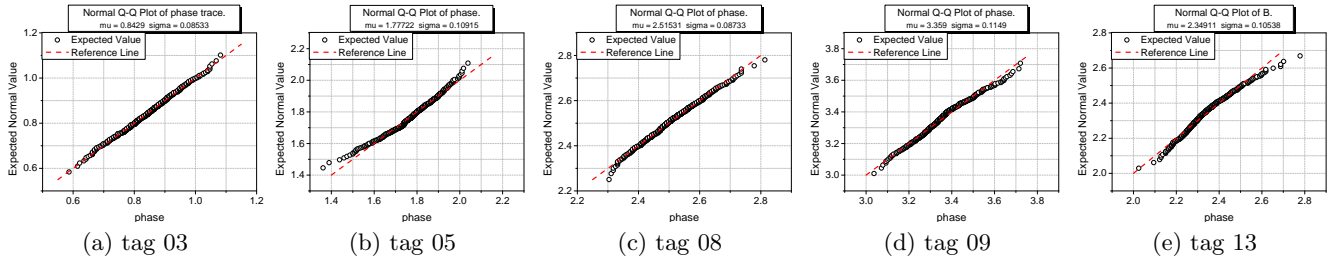 Normal Q-Q Plot of phase trace.
mu = 0.8429 sigma = 0.08533
Expected Value
Reference Line
Expected Normal Value
1.2
1.0
0.8
0.6
0.6 0.8 1.0 1.2
phase
(a) tag 03
Normal Q-Q Plot of phase.
mu = 1.77722 sigma = 0.10915
Expected Value
Reference Line
Expected Normal Value
2.2
2.0
1.8
1.6
1.4
1.4 1.6 1.8 2.0 2.2
phase
(b) tag 05
Normal Q-Q Plot of phase.
mu = 2.51531 sigma = 0.08733
Expected Value
Reference Line
Expected Normal Value
2.8
2.6
2.4
2.2
2.2 2.4 2.6 2.8
phase
(c) tag 08
Normal Q-Q Plot of phase.
mu = 3.359 sigma = 0.1149
Expected Value
Reference Line
Expected Normal Value
3.8
3.6
3.4
3.2
3.0
3.0 3.2 3.4 3.6 3.8
phase
(d) tag 09
Normal Q-Q Plot of B.
mu = 2.34911 sigma = 0.10538
Expected Value
Reference Line
Expected Normal Value
2.8
2.6
2.4
2.2
2.0
2.0 2.2 2.4 2.6 2.8
phase
(e) tag 13